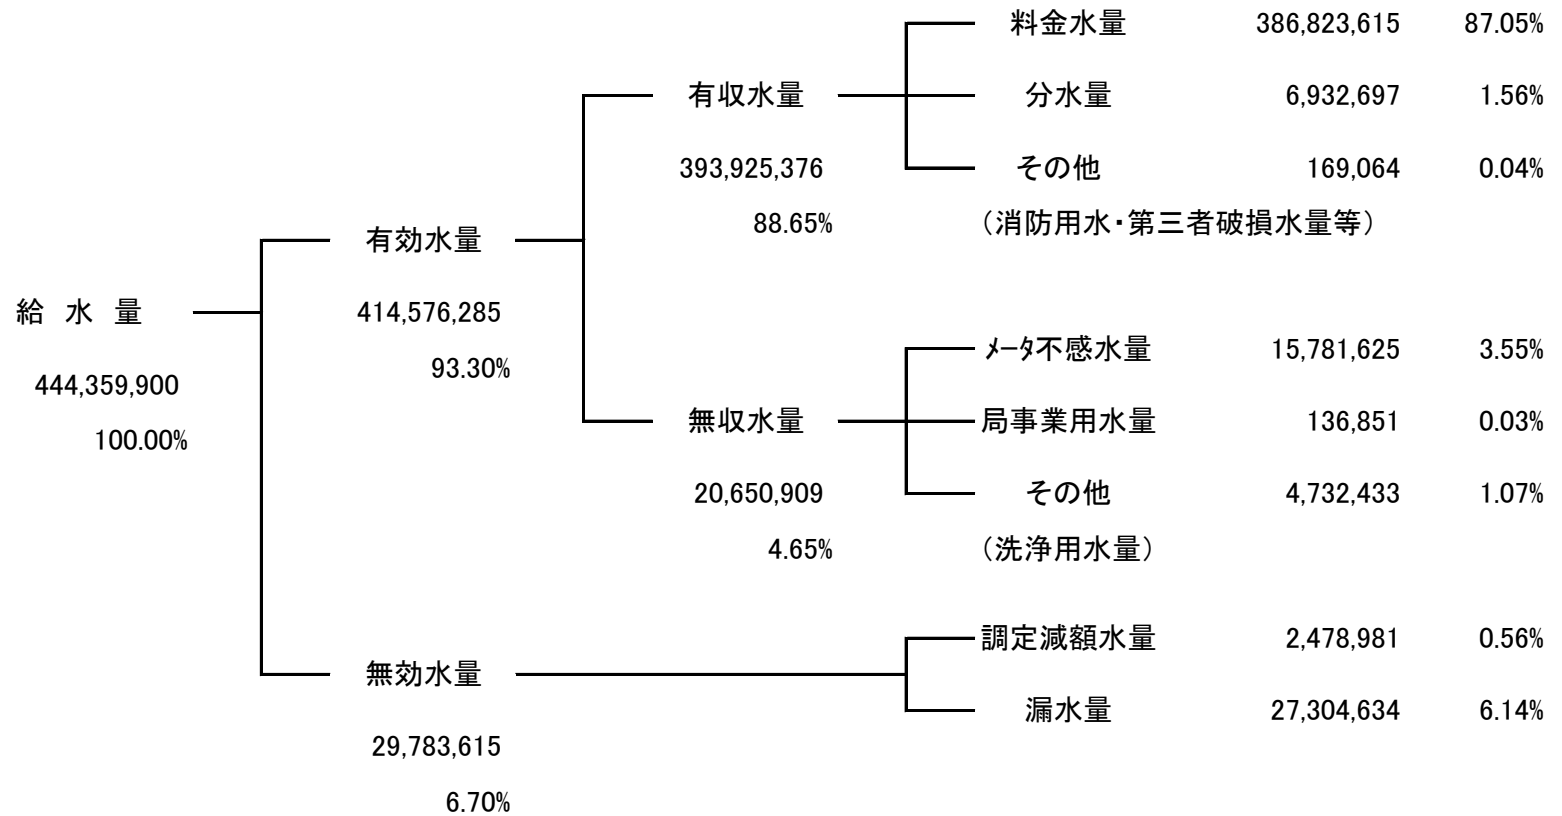 料金水量 386,823,615 87.05%
有収水量 分水量 6,932,697 1.56%
393,925,376 その他 169,064 0.04%
88.65% （消防用水・第三者破損水量等）
有効水量
給 水 量 414,576,285
ﾒｰﾀ不感水量 15,781,625 3.55%
93.30%
444,359,900
無収水量 局事業用水量 136,851 0.03%
100.00%
20,650,909 その他 4,732,433 1.07%
4.65% （洗浄用水量）
調定減額水量 2,478,981 0.56%
無効水量
漏水量 27,304,634 6.14%
29,783,615
6.70%